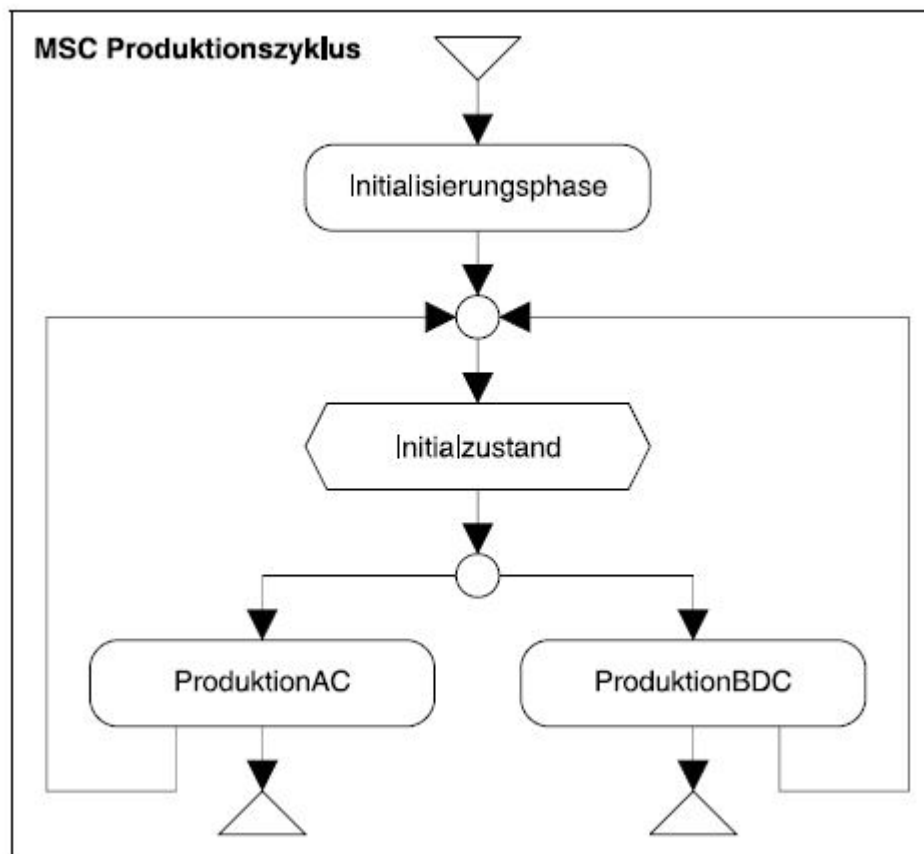 MSC Produktionszyklus
Initialisierungsphase
Initialzustand
ProduktionAC
ProduktionBDC